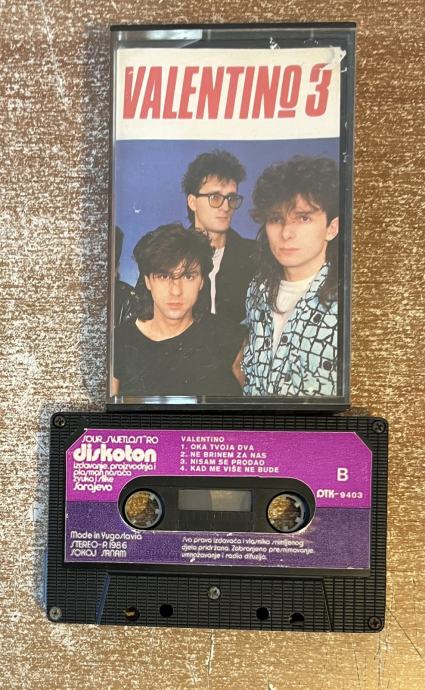 VALENTINO 3
SOUR "SVJETLOST" RO
diskoton
izdavanje, proizvodnja i
plasman nosača
zvuka i slike
Sarajevo
VALENTINO
1. OKA TVOJA DVA
2. NE BRINEM ZA NAS
3. NISAM SE PRODAO
4. KAD ME VIŠE NE BUDE
B
DTK-9403
Made in Yugoslavia
STEREO-R 1986
SOKOJ SANAM
Sva prava izdavača i vlasnika snimljenog
djela pridržana. Zabranjeno presnimavanje,
umnožavanje i radio difuzija.